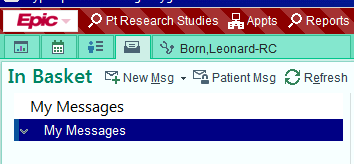 Epic Pt Research Studies Appts Reports
Born,Leonard-RC
In Basket New Msg Patient Msg Refresh
My Messages
My Messages